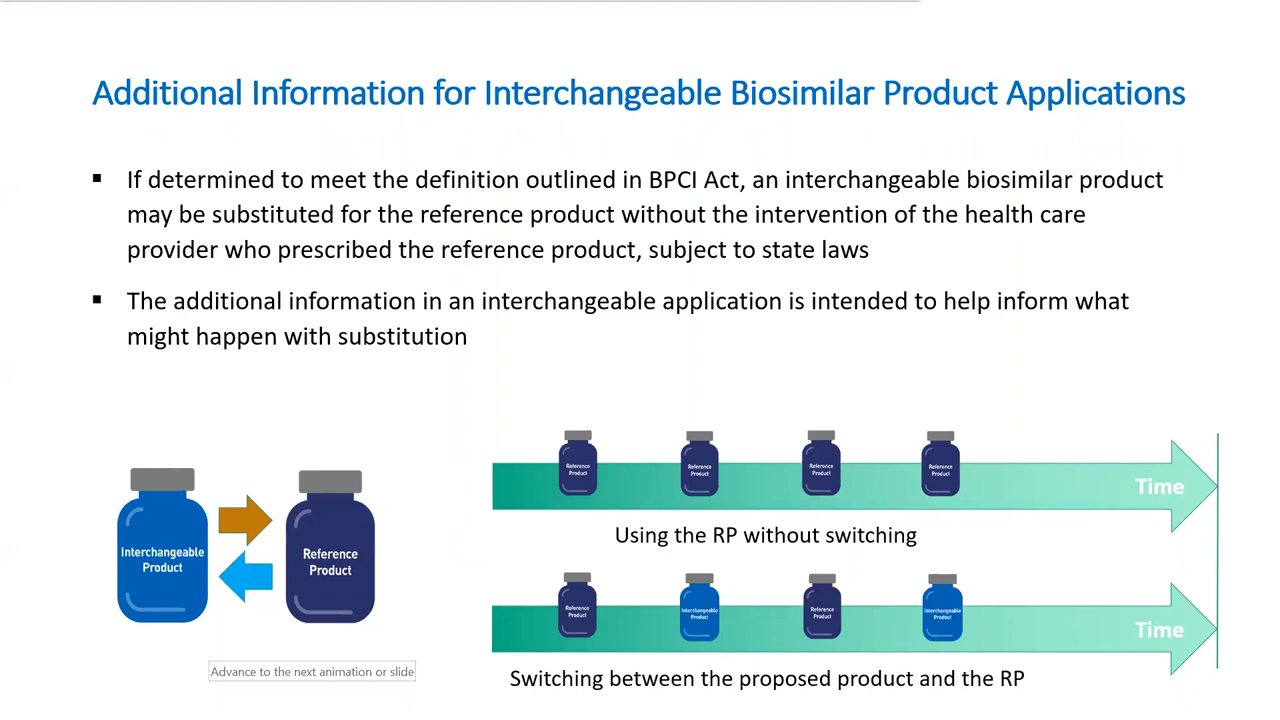 Additional Information for Interchangeable Biosimilar Product Applications
▪ If determined to meet the definition outlined in BPCI Act, an interchangeable biosimilar product
may be substituted for the reference product without the intervention of the health care
provider who prescribed the reference product, subject to state laws
▪ The additional information in an interchangeable application is intended to help inform what
might happen with substitution
Interchangeable
Product
Reference
Product
Reference
Product
Reference
Product
Reference
Product
Reference
Product
Time
Using the RP without switching
Reference
Product
Interchangeable
Product
Reference
Product
Interchangeable
Product
Time
Switching between the proposed product and the RP
Advance to the next animation or slide